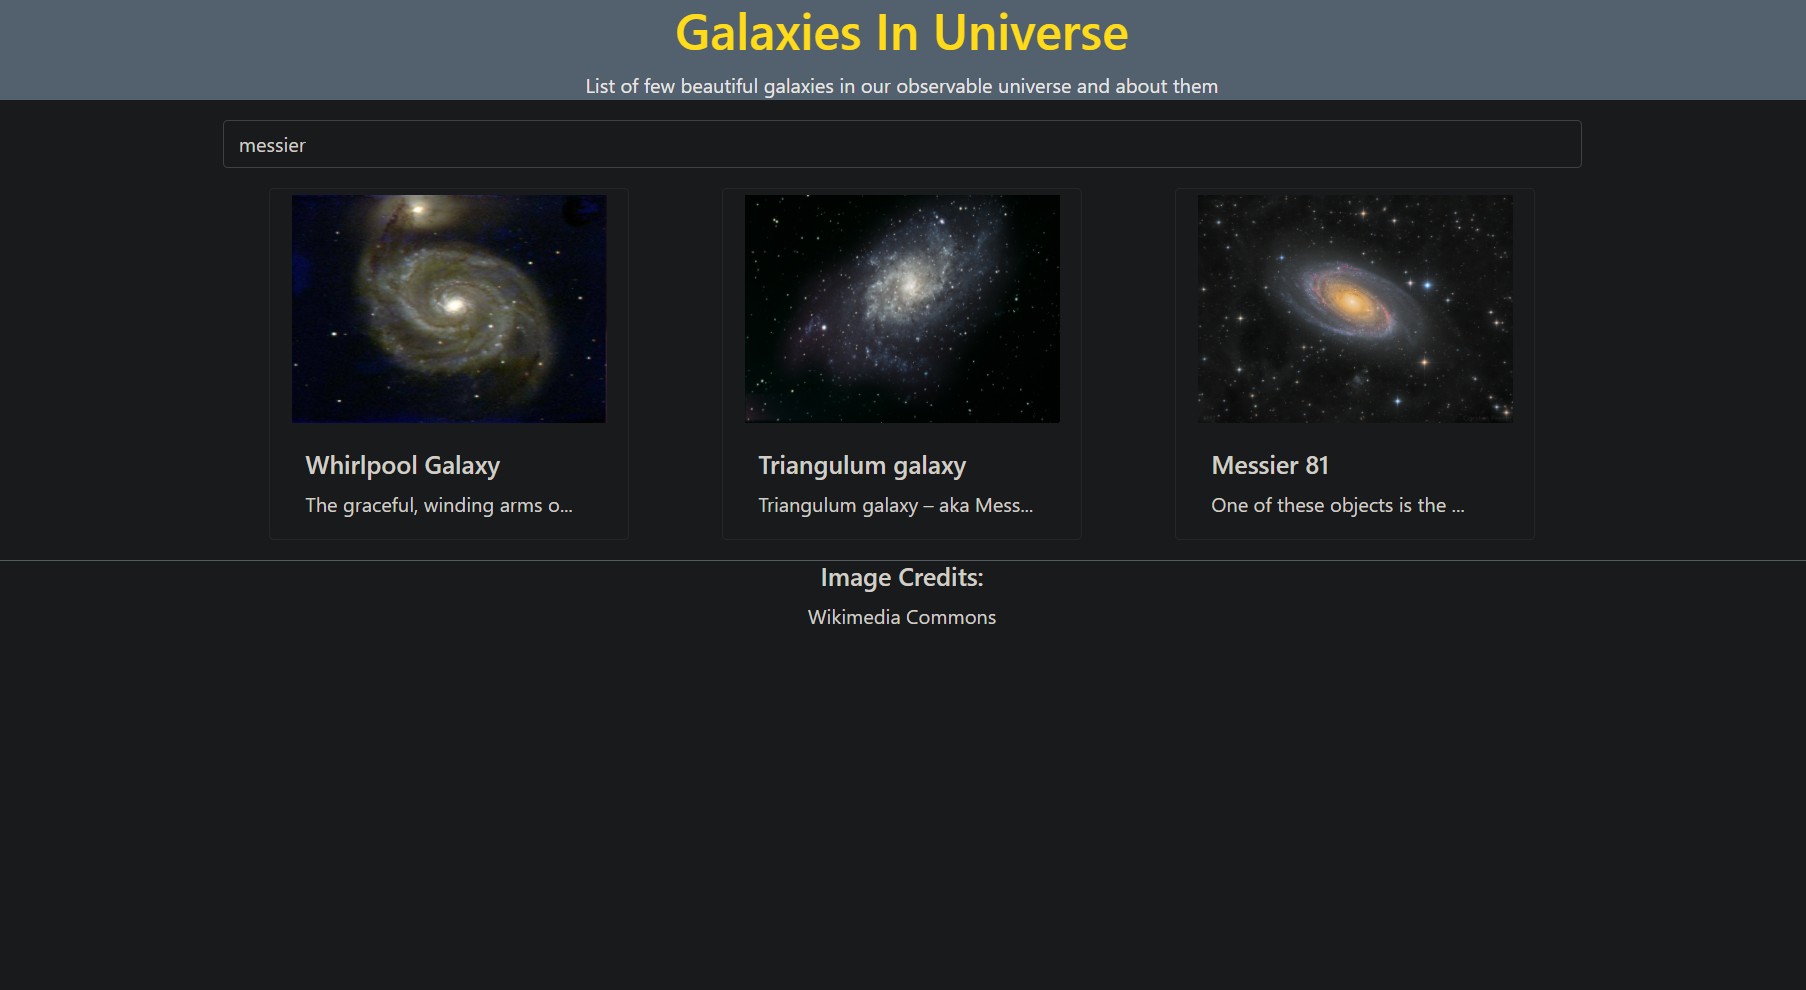 Galaxies In Universe
List of few beautiful galaxies in our observable universe and about them
messier
Whirlpool Galaxy
The graceful, winding arms o...
Triangulum galaxy
Triangulum galaxy – aka Mess...
Messier 81
One of these objects is the ...
Image Credits:
Wikimedia Commons